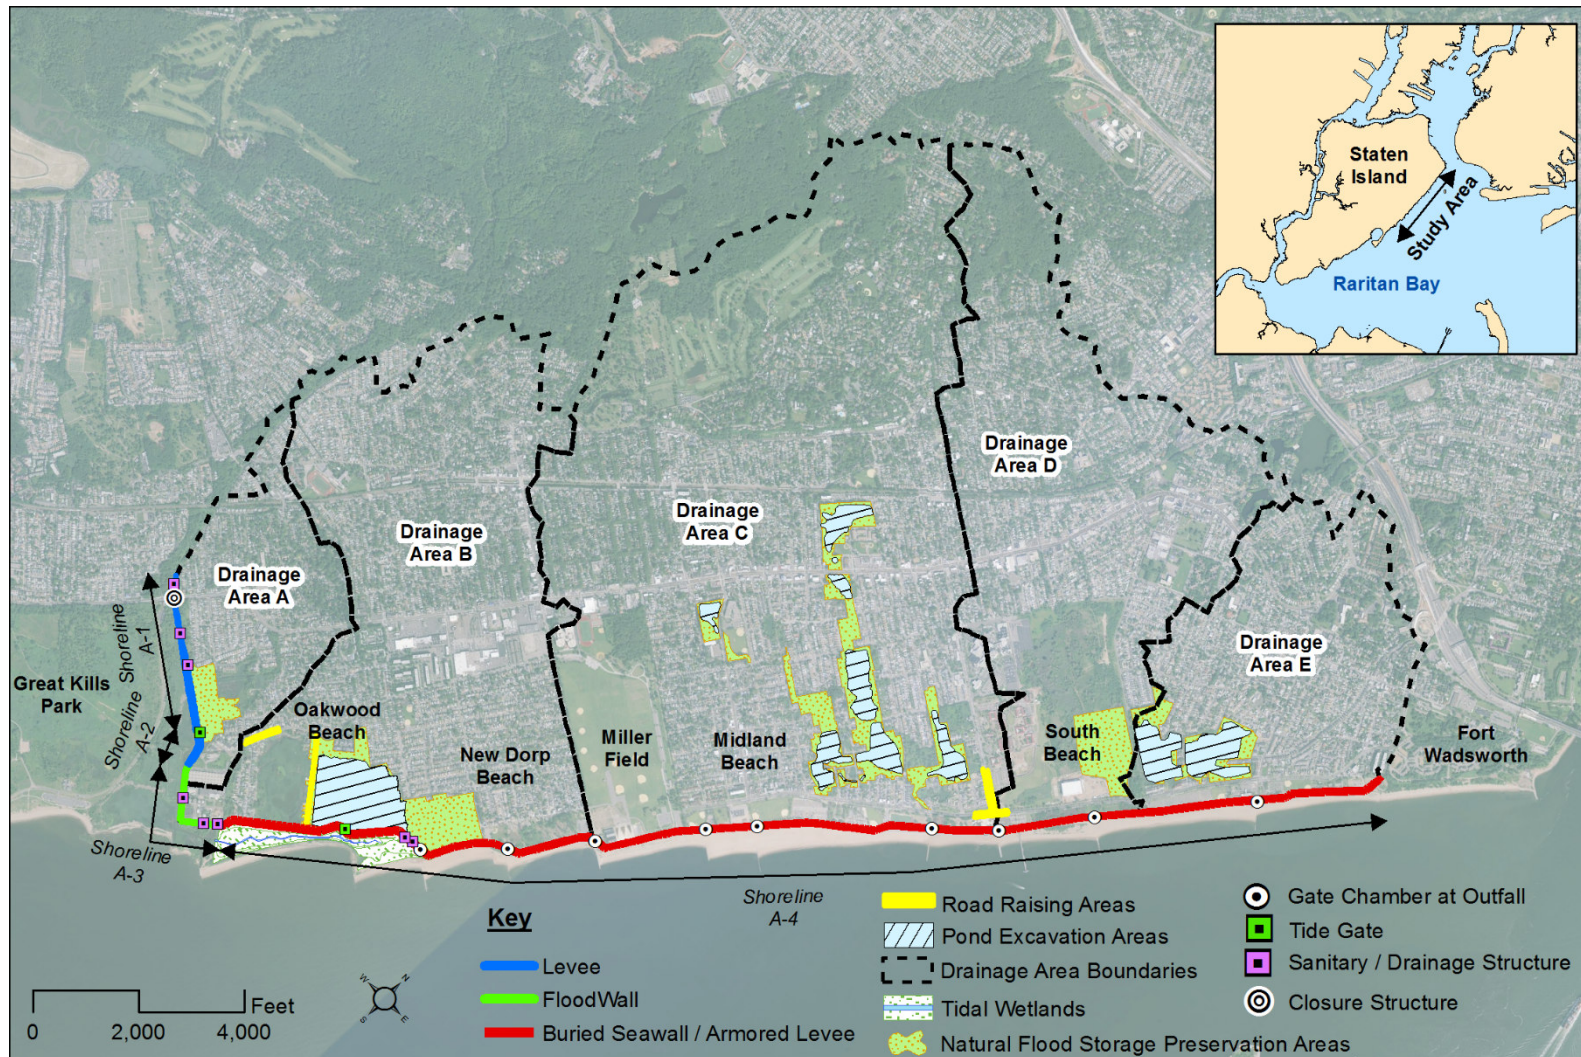 Staten
Island
Study Area
Raritan Bay
Drainage
Area A
Drainage
Area B
Drainage
Area C
Drainage
Area D
Drainage
Area E
Shoreline
A-1
Shoreline
A-2
Shoreline
A-3
Shoreline
A-4
Great Kills
Park
Oakwood
Beach
New Dorp
Beach
Miller
Field
Midland
Beach
South
Beach
Fort
Wadsworth
Key
Levee
FloodWall
Buried Seawall / Armored Levee
Road Raising Areas
Pond Excavation Areas
Drainage Area Boundaries
Tidal Wetlands
Natural Flood Storage Preservation Areas
Gate Chamber at Outfall
Tide Gate
Sanitary / Drainage Structure
Closure Structure
Feet
0 2,000 4,000
W N
S E